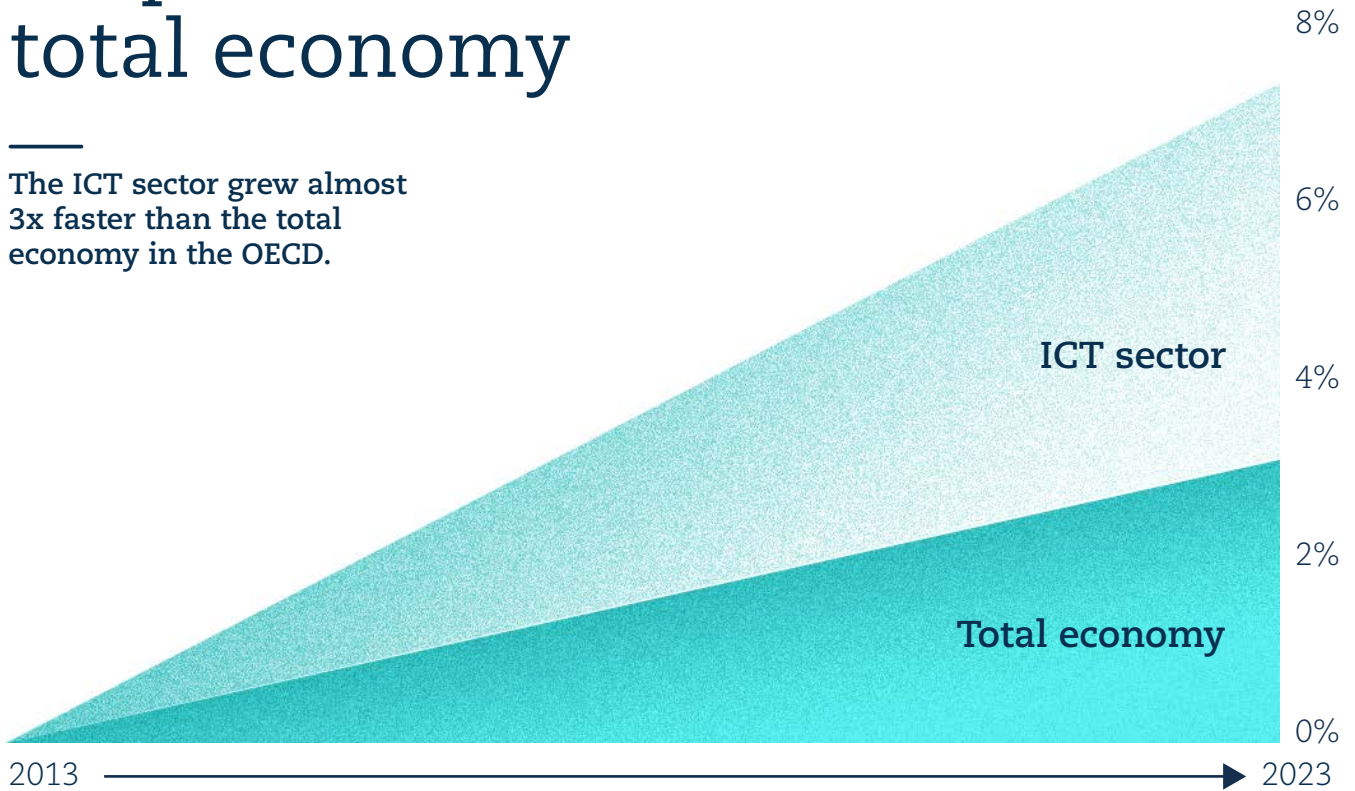 total economy
The ICT sector grew almost
3x faster than the total
economy in the OECD.
8%
6%
ICT sector
4%
2%
Total economy
0%
2013
2023